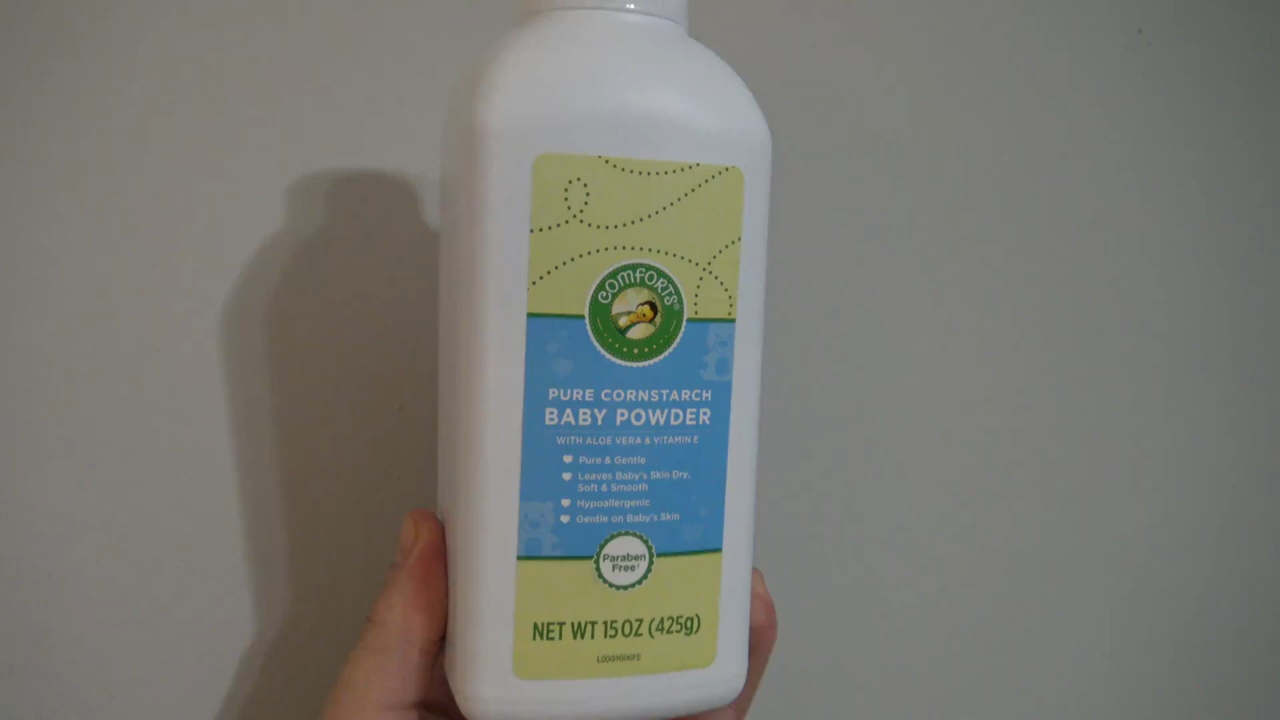 COMFORTS®
PURE CORNSTARCH
BABY POWDER
WITH ALOE VERA & VITAMIN E
Pure & Gentle
Leaves Baby's Skin Dry,
Soft & Smooth
Hypoallergenic
Gentle on Baby's Skin
Paraben
Free*
NET WT 15 OZ (425g)